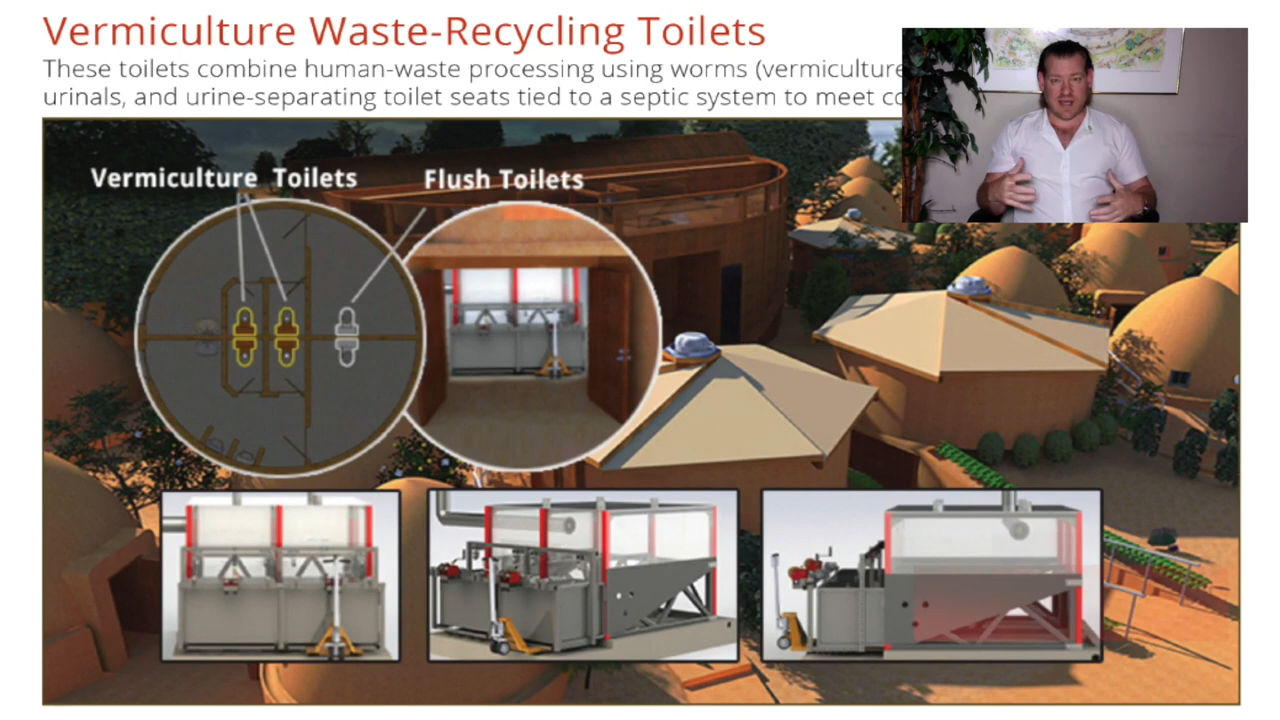 Vermiculture Waste-Recycling Toilets
These toilets combine human-waste processing using worms (vermiculture
urinals, and urine-separating toilet seats tied to a septic system to meet
Vermiculture Toilets
Flush Toilets